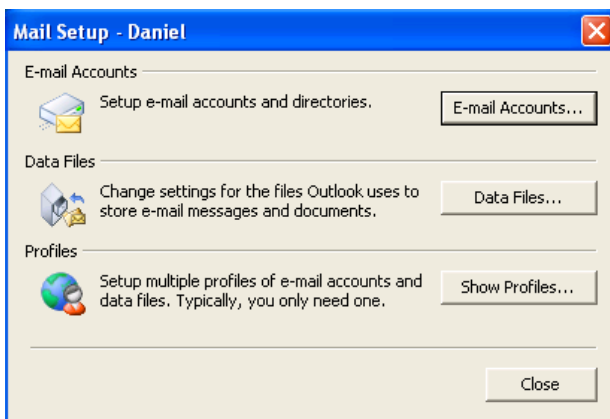 Mail Setup - Daniel
E-mail Accounts
Setup e-mail accounts and directories.
E-mail Accounts...
Data Files
Change settings for the files Outlook uses to
store e-mail messages and documents.
Data Files...
Profiles
Setup multiple profiles of e-mail accounts and
data files. Typically, you only need one.
Show Profiles...
Close